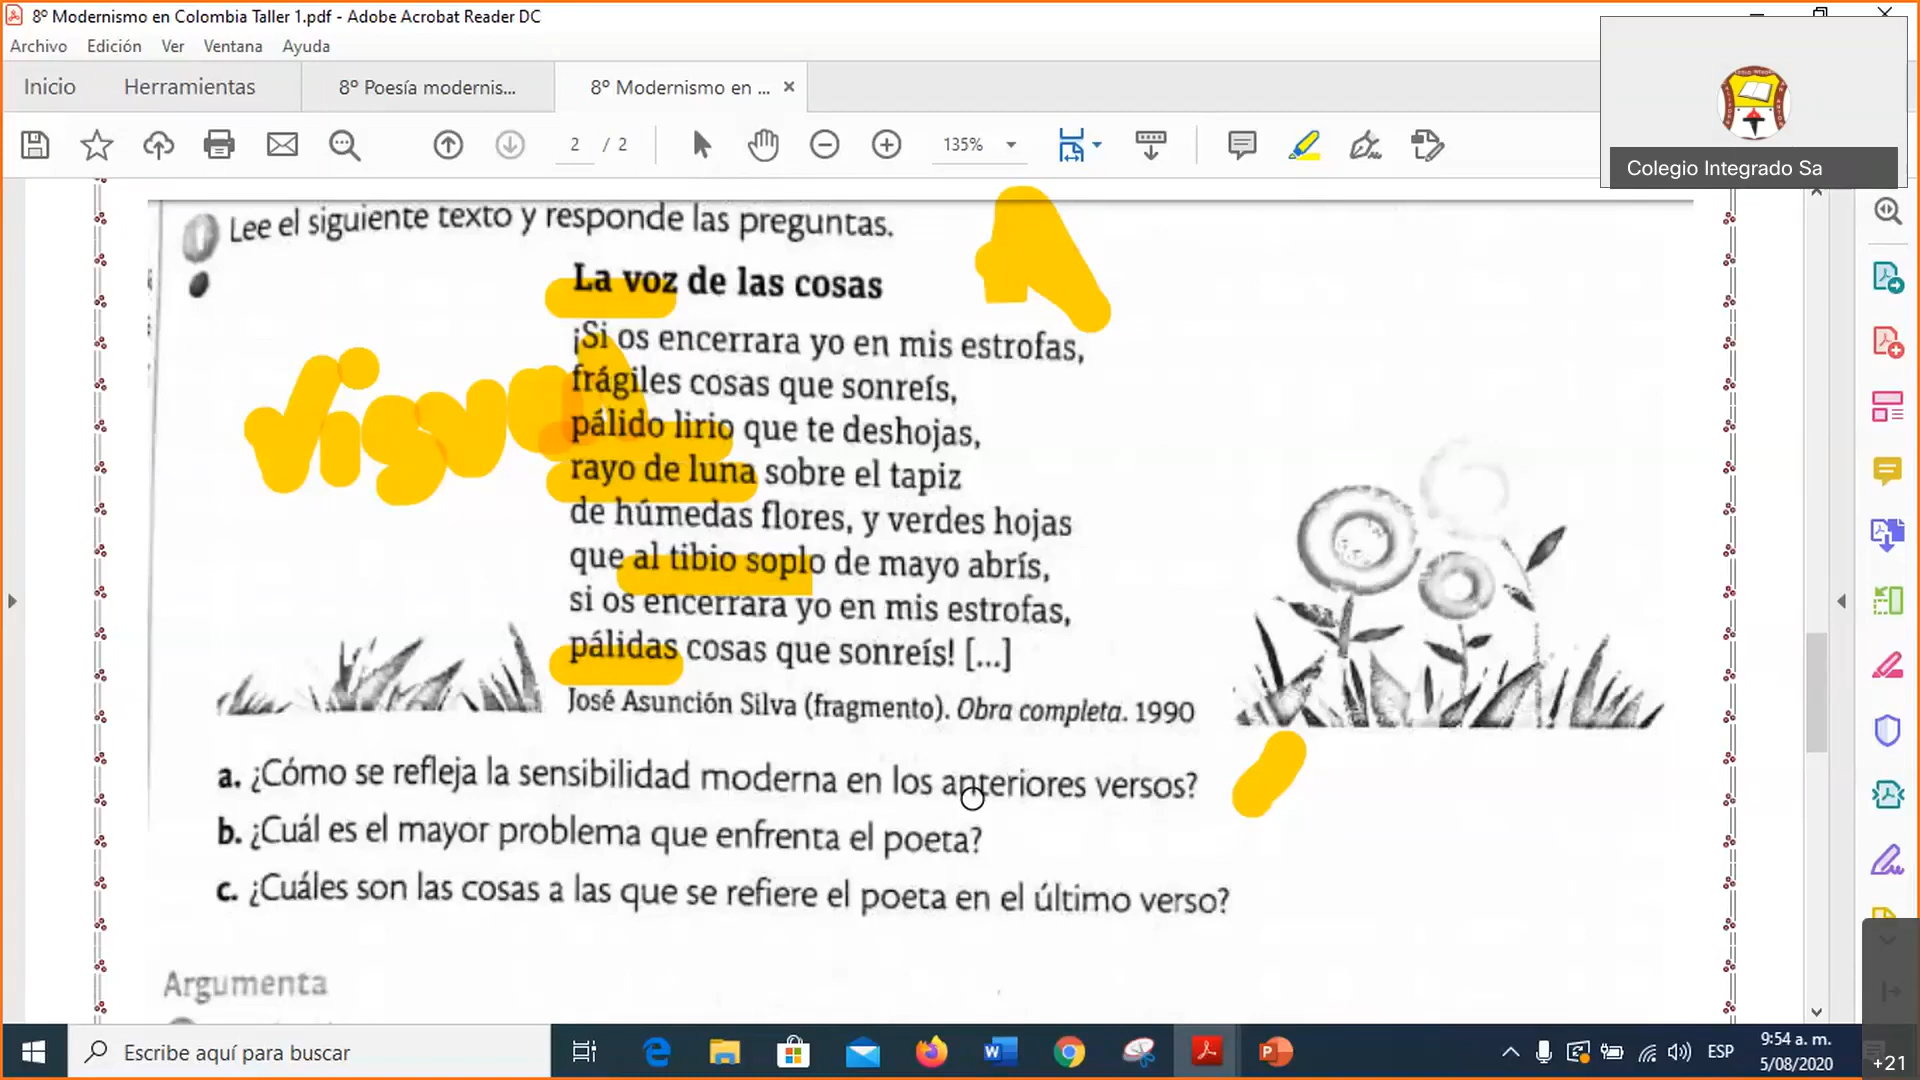 8º Modernismo en Colombia Taller 1.pdf - Adobe Acrobat Reader DC
Archivo Edición Ver Ventana Ayuda
Inicio Herramientas 8º Poesía modernis... 8º Modernismo en ...
2 / 2 135%
Colegio Integrado Sa
Lee el siguiente texto y responde las preguntas.
La voz de las cosas
¡Si os encerrara yo en mis estrofas,
frágiles cosas que sonreís,
pálido lirio que te deshojas,
rayo de luna sobre el tapiz
de húmedas flores, y verdes hojas
que al tibio soplo de mayo abrís,
si os encerrara yo en mis estrofas,
pálidas cosas que sonreís! [...]
José Asunción Silva (fragmento). Obra completa. 1990
a. ¿Cómo se refleja la sensibilidad moderna en los anteriores versos?
b. ¿Cuál es el mayor problema que enfrenta el poeta?
c. ¿Cuáles son las cosas a las que se refiere el poeta en el último verso?
Argumenta
Escribe aquí para buscar
ESP
9:54 a. m.
5/08/2020
+21